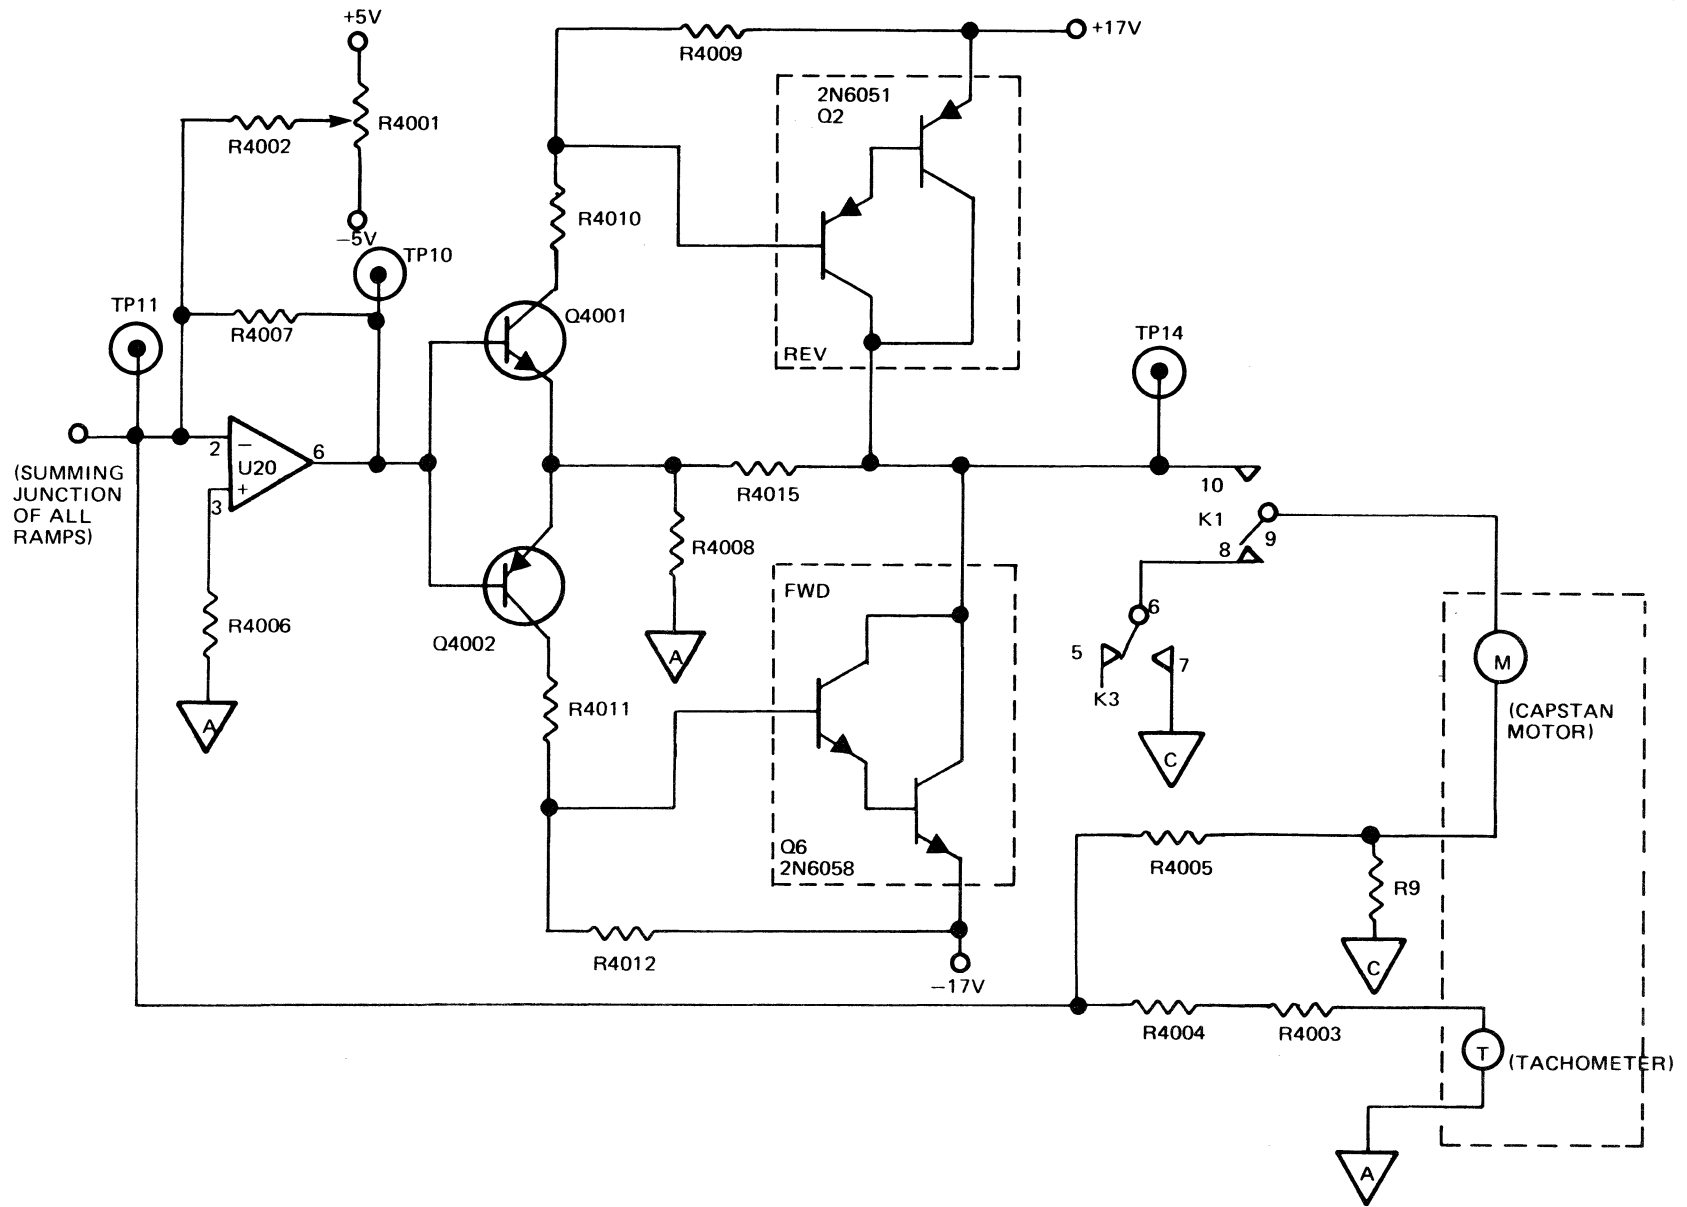 +5V
R4009
+17V
2N6051
Q2
R4002
R4001
−5V
R4010
TP10
TP11
R4007
Q4001
REV
TP14
2
−
U20
+
3
6
(SUMMING
JUNCTION
OF ALL
RAMPS)
R4015
10
K1
9
8
R4008
FWD
R4006
A
Q4002
A
6
5
7
K3
C
M
(CAPSTAN
MOTOR)
R4011
Q6
2N6058
R4005
R9
C
R4012
−17V
R4004
R4003
T
(TACHOMETER)
A